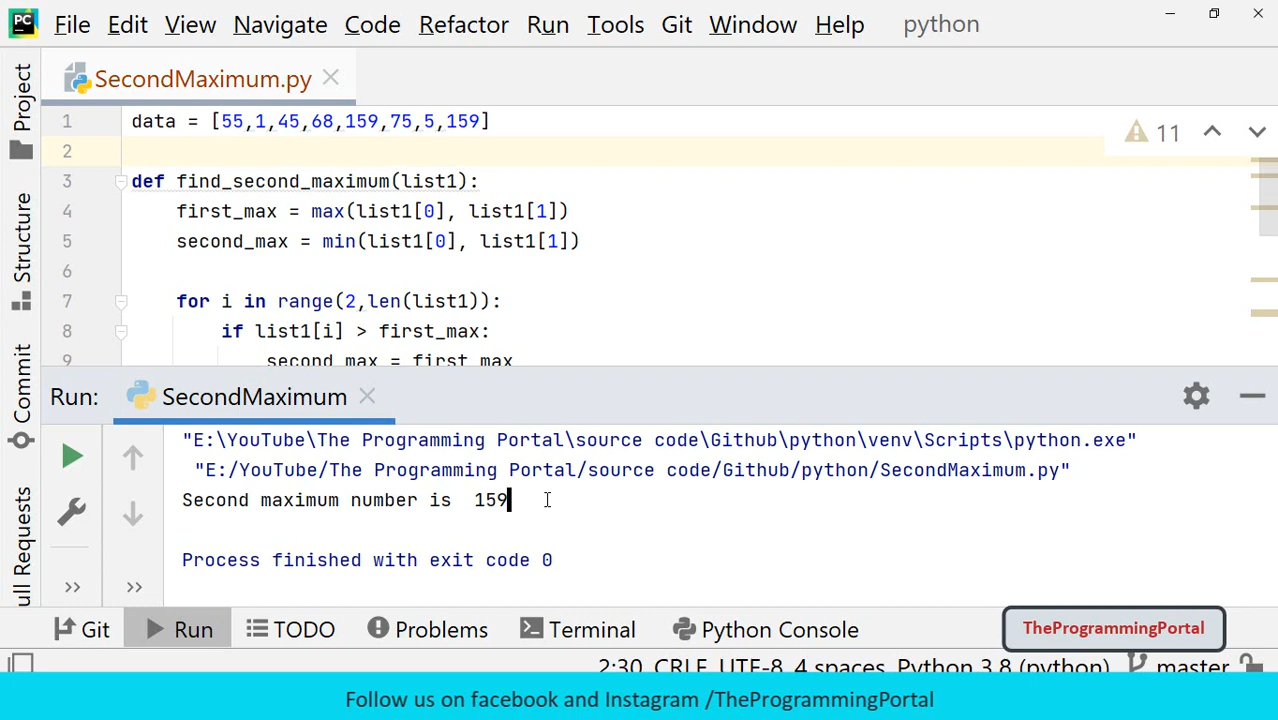 PC File Edit View Navigate Code Refactor Run Tools Git Window Help python
SecondMaximum.py
Project
Structure
Commit
ull Requests
1 data = [55,1,45,68,159,75,5,159]
11
2
3 def find_second_maximum(list1):
4 first_max = max(list1[0], list1[1])
5 second_max = min(list1[0], list1[1])
6
7 for i in range(2,len(list1)):
8 if list1[i] > first_max:
9 second_max = first_max
Run: SecondMaximum
"E:\YouTube\The Programming Portal\source code\Github\python\venv\Scripts\python.exe"
"E:/YouTube/The Programming Portal/source code/Github/python/SecondMaximum.py"
Second maximum number is  159
Process finished with exit code 0
>> >>
Git Run TODO Problems Terminal Python Console
TheProgrammingPortal
2:30 CRLF UTF-8 4 spaces Python 3.8 (python) master
Follow us on facebook and Instagram /TheProgrammingPortal